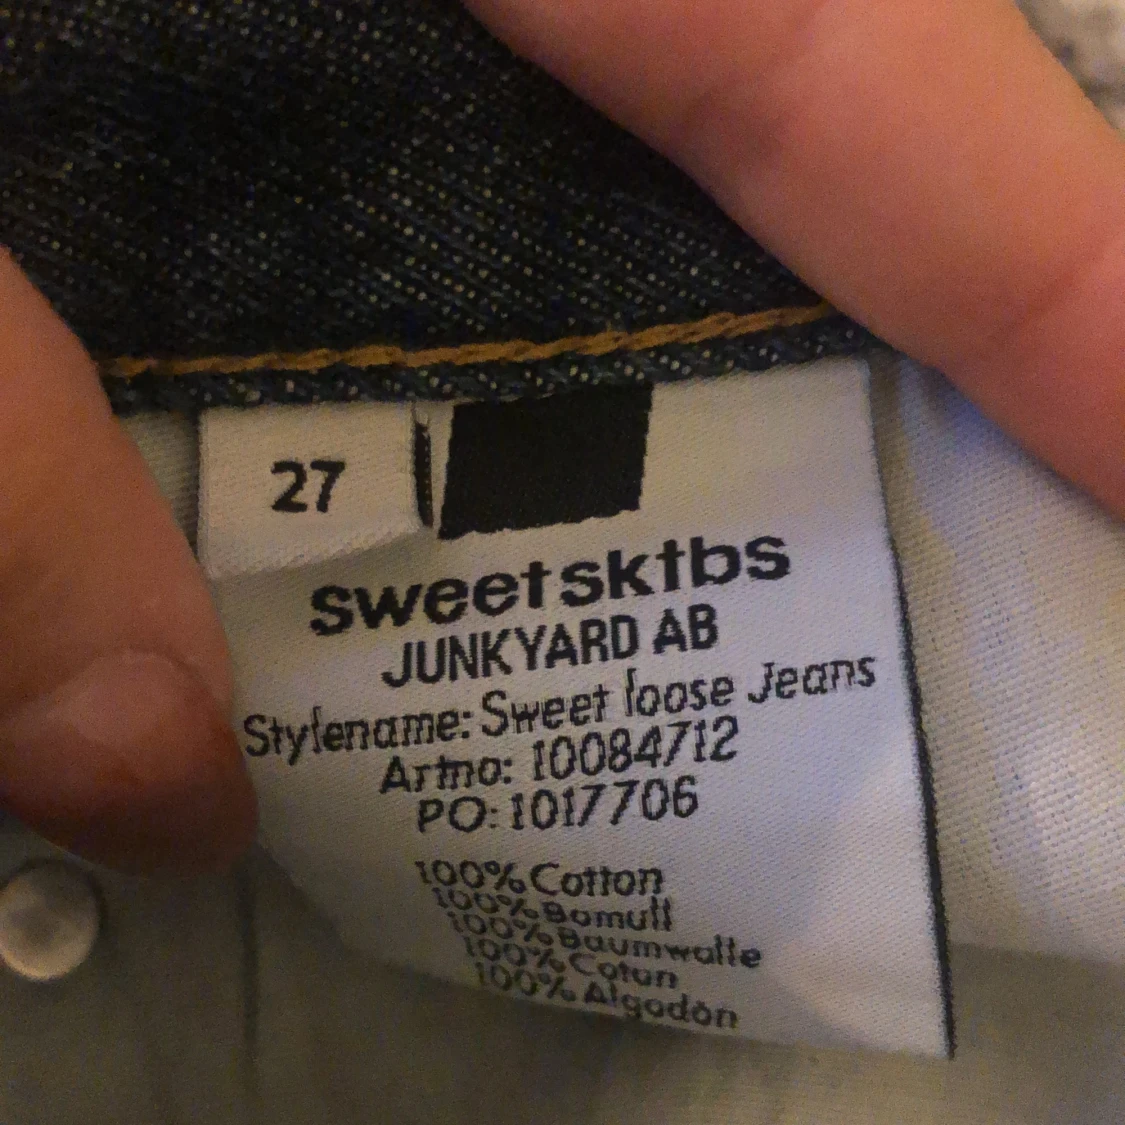 27
sweetsktbs
JUNKYARD AB
Stylename: Sweet loose Jeans
Artno: 10084712
PO: 1017706
100% Cotton
100% Bomull
100% Baumwolle
100% Coton
100% Algodòn